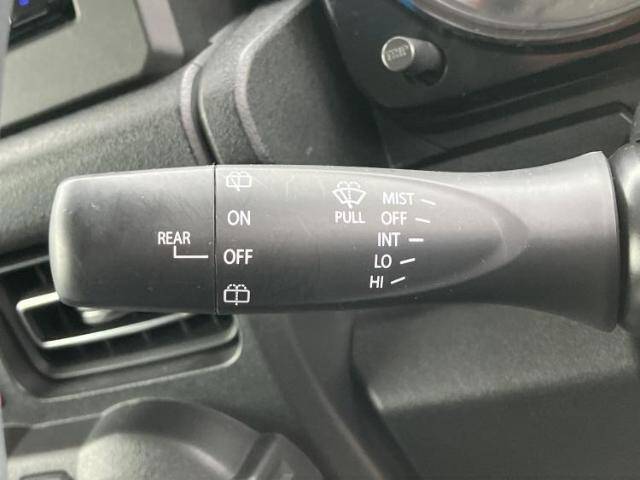 REAR
ON
OFF
PULL
MIST
OFF
INT
LO
HI